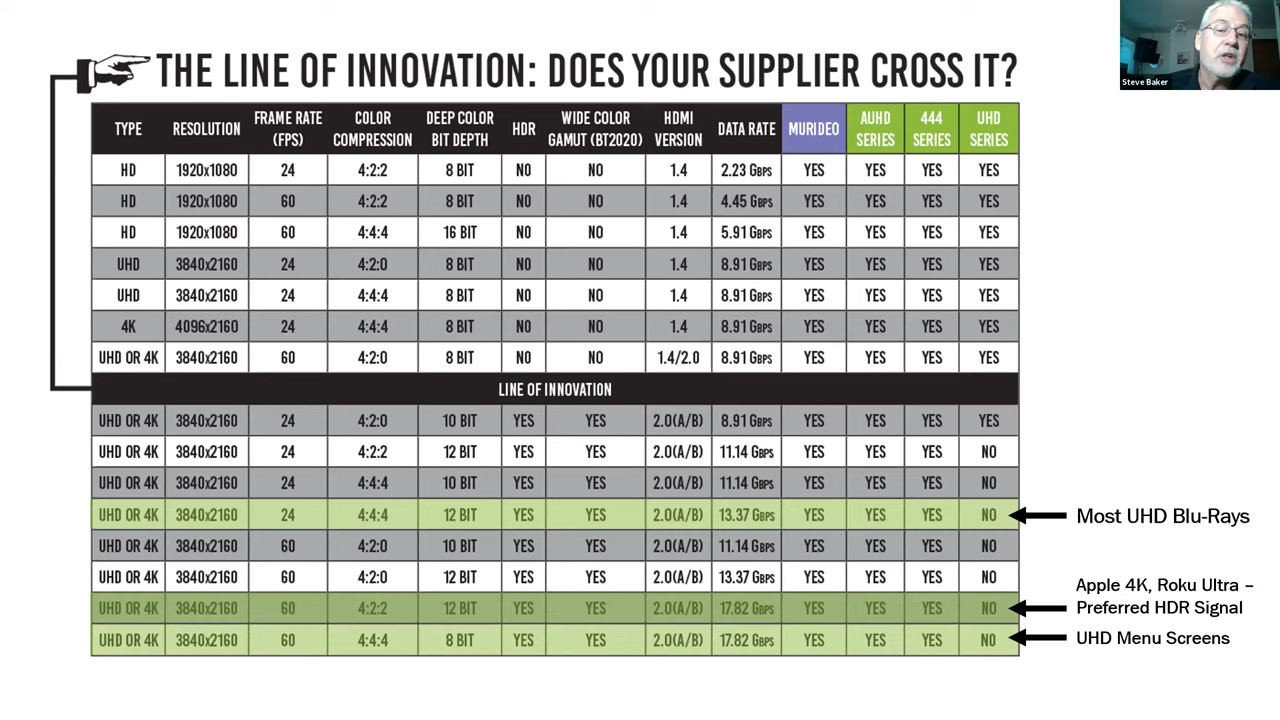 Steve Baker
THE LINE OF INNOVATION: DOES YOUR SUPPLIER CROSS IT?
TYPE RESOLUTION FRAME RATE (FPS) COLOR COMPRESSION DEEP COLOR BIT DEPTH HDR WIDE COLOR GAMUT (BT2020) HDMI VERSION DATA RATE MURIDEO AUHD SERIES 444 SERIES UHD SERIES
HD 1920x1080 24 4:2:2 8 BIT NO NO 1.4 2.23 GBPS YES YES YES YES
HD 1920x1080 60 4:2:2 8 BIT NO NO 1.4 4.45 GBPS YES YES YES YES
HD 1920x1080 60 4:4:4 16 BIT NO NO 1.4 5.91 GBPS YES YES YES YES
UHD 3840x2160 24 4:2:0 8 BIT NO NO 1.4 8.91 GBPS YES YES YES YES
UHD 3840x2160 24 4:4:4 8 BIT NO NO 1.4 8.91 GBPS YES YES YES YES
4K 4096x2160 24 4:4:4 8 BIT NO NO 1.4 8.91 GBPS YES YES YES YES
UHD OR 4K 3840x2160 60 4:2:0 8 BIT NO NO 1.4/2.0 8.91 GBPS YES YES YES YES
LINE OF INNOVATION
UHD OR 4K 3840x2160 24 4:2:0 10 BIT YES YES 2.0(A/B) 8.91 GBPS YES YES YES YES
UHD OR 4K 3840x2160 24 4:2:2 12 BIT YES YES 2.0(A/B) 11.14 GBPS YES YES YES NO
UHD OR 4K 3840x2160 24 4:4:4 10 BIT YES YES 2.0(A/B) 11.14 GBPS YES YES YES NO
UHD OR 4K 3840x2160 24 4:4:4 12 BIT YES YES 2.0(A/B) 13.37 GBPS YES YES YES NO Most UHD Blu-Rays
UHD OR 4K 3840x2160 60 4:2:0 10 BIT YES YES 2.0(A/B) 11.14 GBPS YES YES YES NO
UHD OR 4K 3840x2160 60 4:2:0 12 BIT YES YES 2.0(A/B) 13.37 GBPS YES YES YES NO
Apple 4K, Roku Ultra –
UHD OR 4K 3840x2160 60 4:2:2 12 BIT YES YES 2.0(A/B) 17.82 GBPS YES YES YES NO Preferred HDR Signal
UHD OR 4K 3840x2160 60 4:4:4 8 BIT YES YES 2.0(A/B) 17.82 GBPS YES YES YES NO UHD Menu Screens